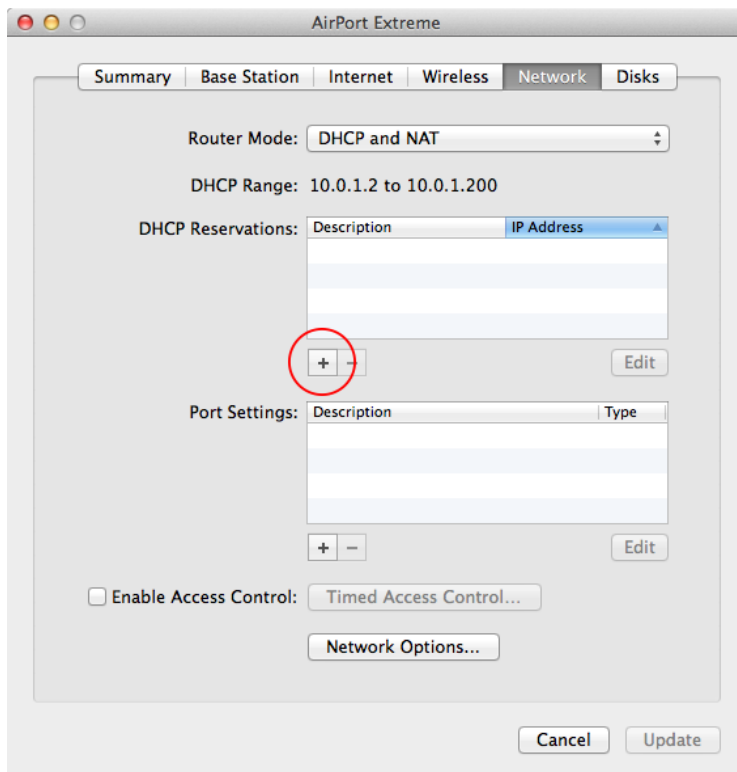 AirPort Extreme
Summary Base Station Internet Wireless Network Disks
Router Mode: DHCP and NAT
DHCP Range: 10.0.1.2 to 10.0.1.200
DHCP Reservations: Description IP Address
+ − Edit
Port Settings: Description Type
+ − Edit
Enable Access Control: Timed Access Control...
Network Options...
Cancel Update